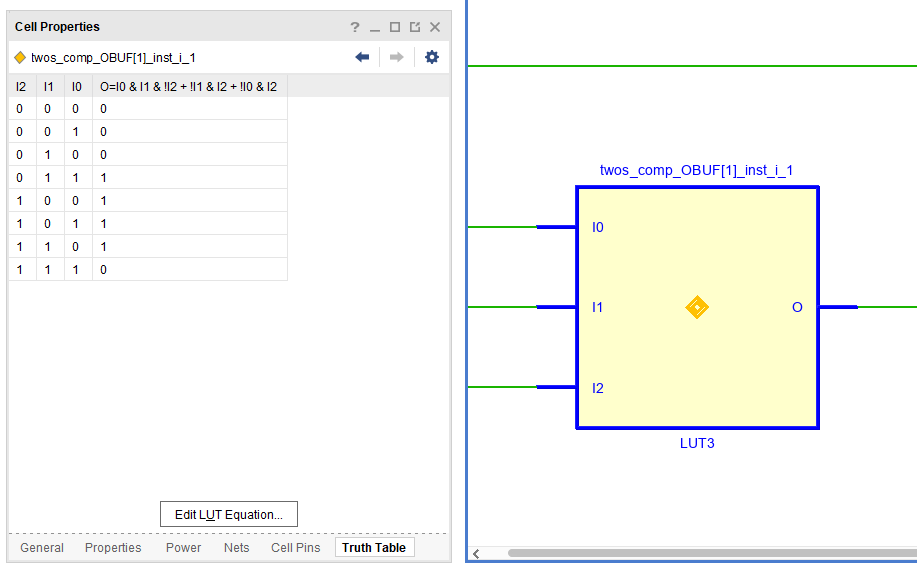 Cell Properties
?
twos_comp_OBUF[1]_inst_i_1
I2 I1 I0 O=I0 & I1 & !I2 + !I1 & I2 + !I0 & I2
0 0 0 0
0 0 1 0
0 1 0 0
0 1 1 1
1 0 0 1
1 0 1 1
1 1 0 1
1 1 1 0
Edit LUT Equation...
General Properties Power Nets Cell Pins Truth Table
twos_comp_OBUF[1]_inst_i_1
I0
I1 O
I2
LUT3